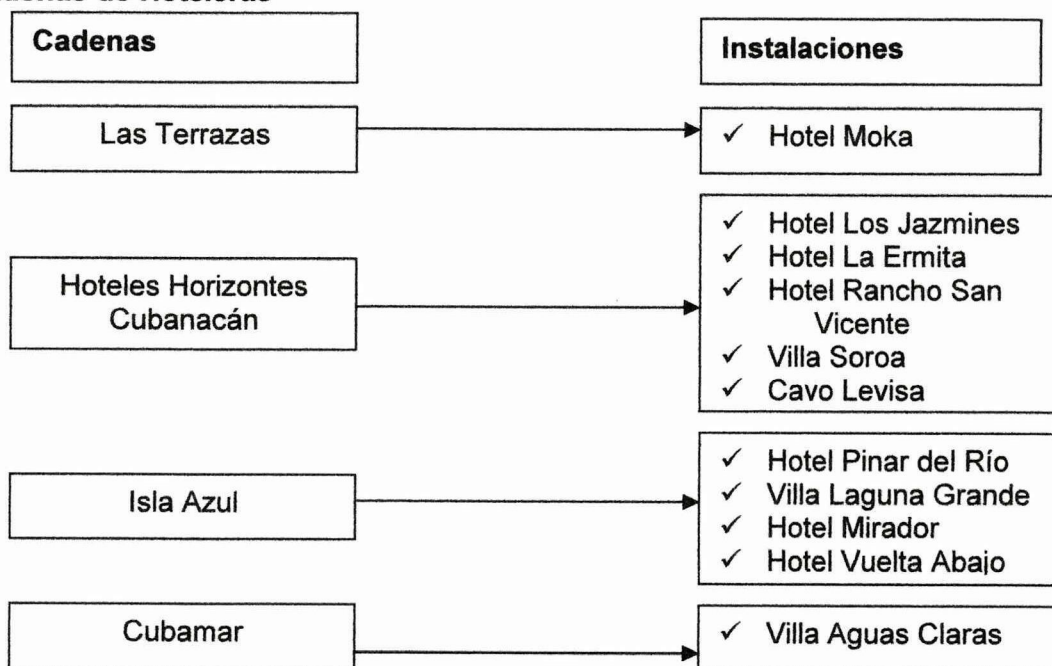 Cadenas
Instalaciones
Las Terrazas
✓ Hotel Moka
Hoteles Horizontes
Cubanacán
✓ Hotel Los Jazmines
✓ Hotel La Ermita
✓ Hotel Rancho San
Vicente
✓ Villa Soroa
✓ Cavo Levisa
Isla Azul
✓ Hotel Pinar del Río
✓ Villa Laguna Grande
✓ Hotel Mirador
✓ Hotel Vuelta Abajo
Cubamar
✓ Villa Aguas Claras